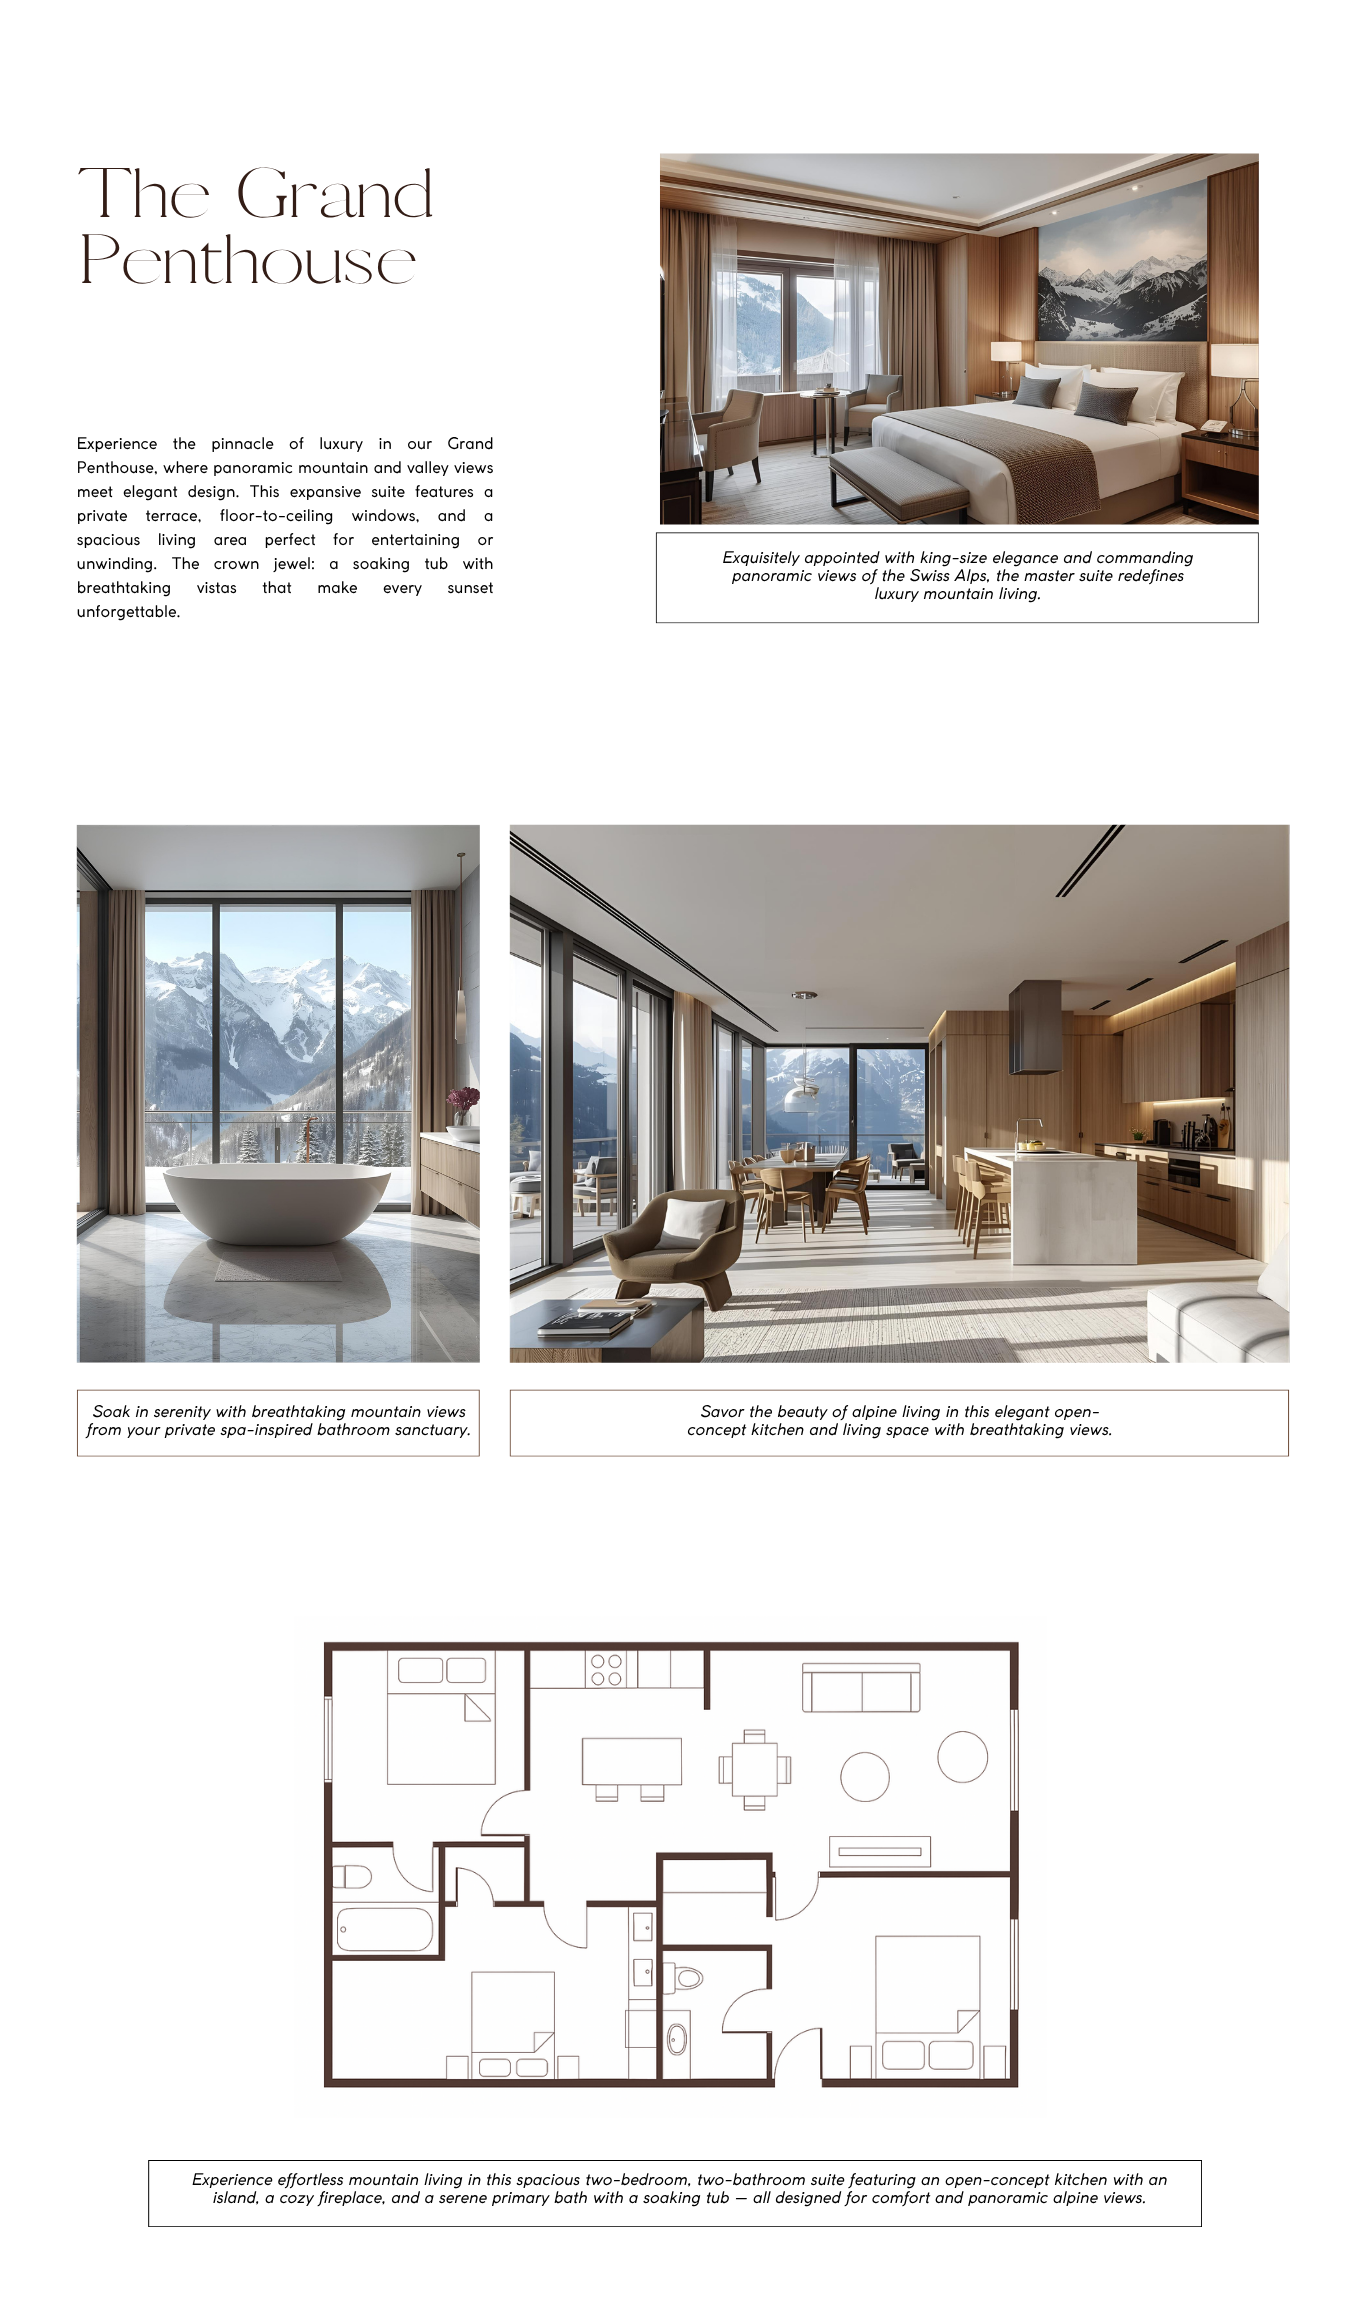 The Grand
Penthouse
Experience the pinnacle of luxury in our Grand
Penthouse, where panoramic mountain and valley views
meet elegant design. This expansive suite features a
private terrace, floor-to-ceiling windows, and a
spacious living area perfect for entertaining or
unwinding. The crown jewel: a soaking tub with
breathtaking vistas that make every sunset
unforgettable.
Exquisitely appointed with king-size elegance and commanding
panoramic views of the Swiss Alps, the master suite redefines
luxury mountain living.
Soak in serenity with breathtaking mountain views
from your private spa-inspired bathroom sanctuary.
Savor the beauty of alpine living in this elegant open-
concept kitchen and living space with breathtaking views.
Experience effortless mountain living in this spacious two-bedroom, two-bathroom suite featuring an open-concept kitchen with an
island, a cozy fireplace, and a serene primary bath with a soaking tub — all designed for comfort and panoramic alpine views.